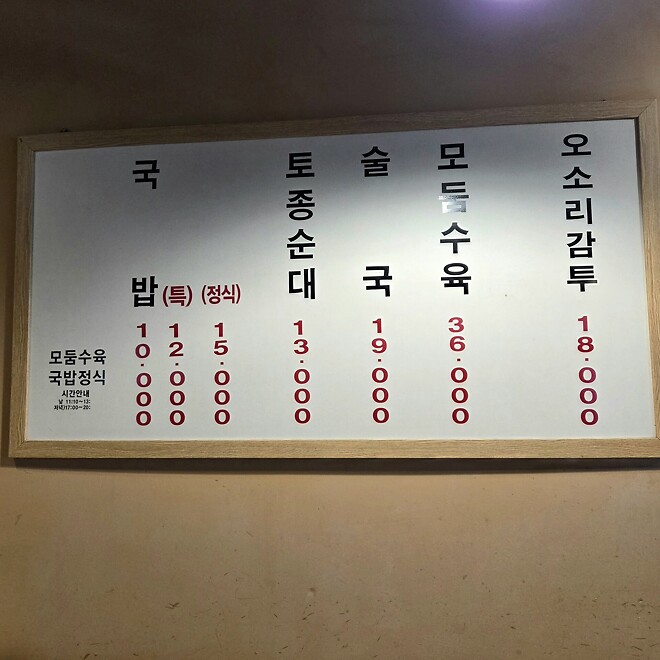 국밥 (특) (정식)
10.000 12.000 15.000
토종순대
13.000
술국
19.000
모둠수육
36.000
오소리감투
18.000
모둠수육
국밥정식
시간안내